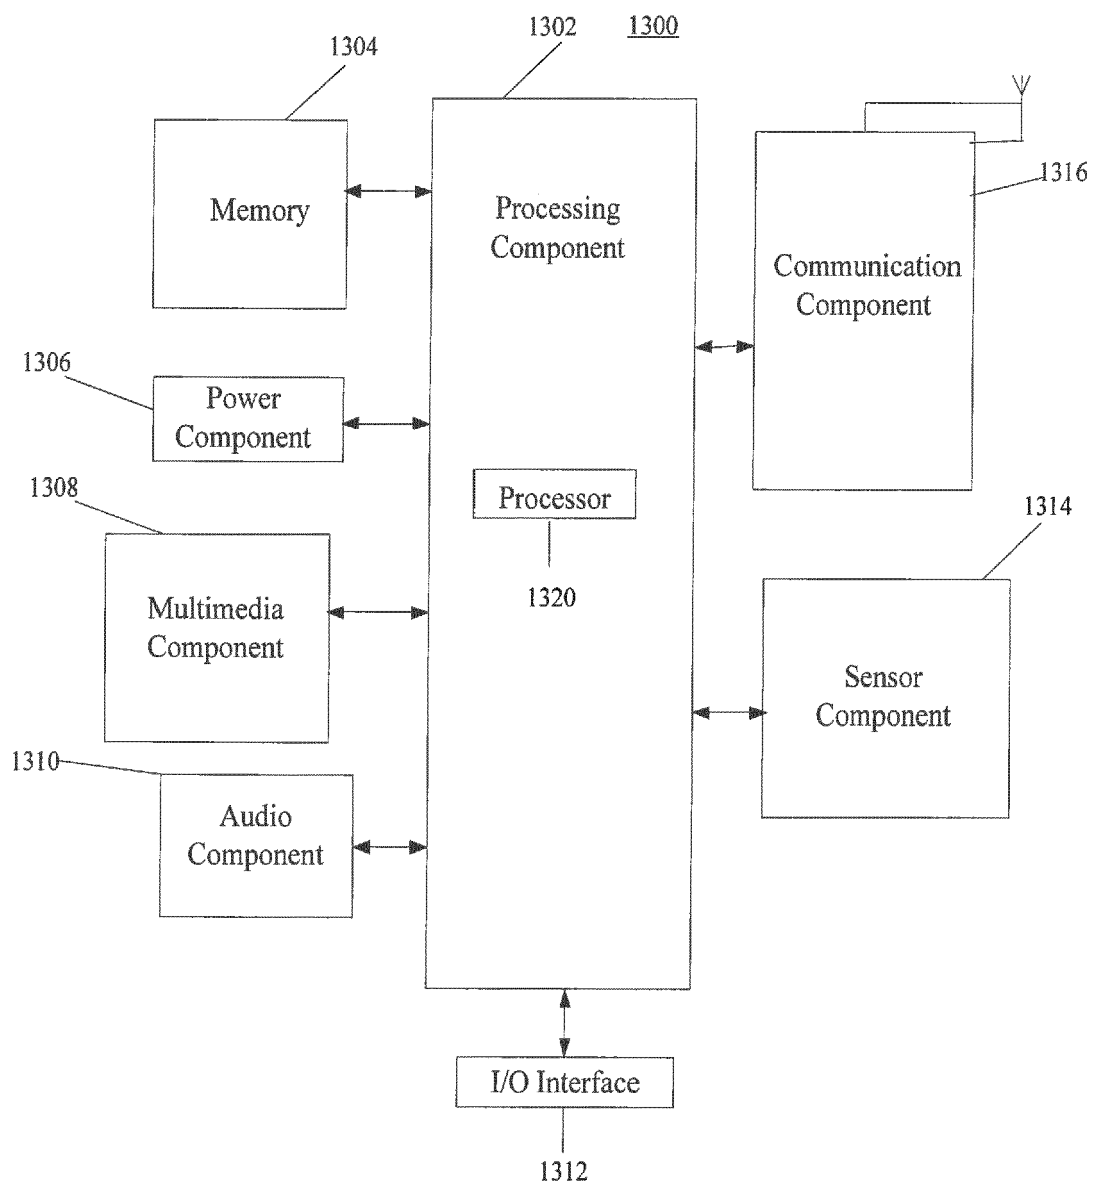 1302
1300
1304
Memory
Processing
Component
1316
Communication
Component
1306
Power
Component
1308
Processor
1314
Multimedia
Component
1320
Sensor
Component
1310
Audio
Component
I/O Interface
1312